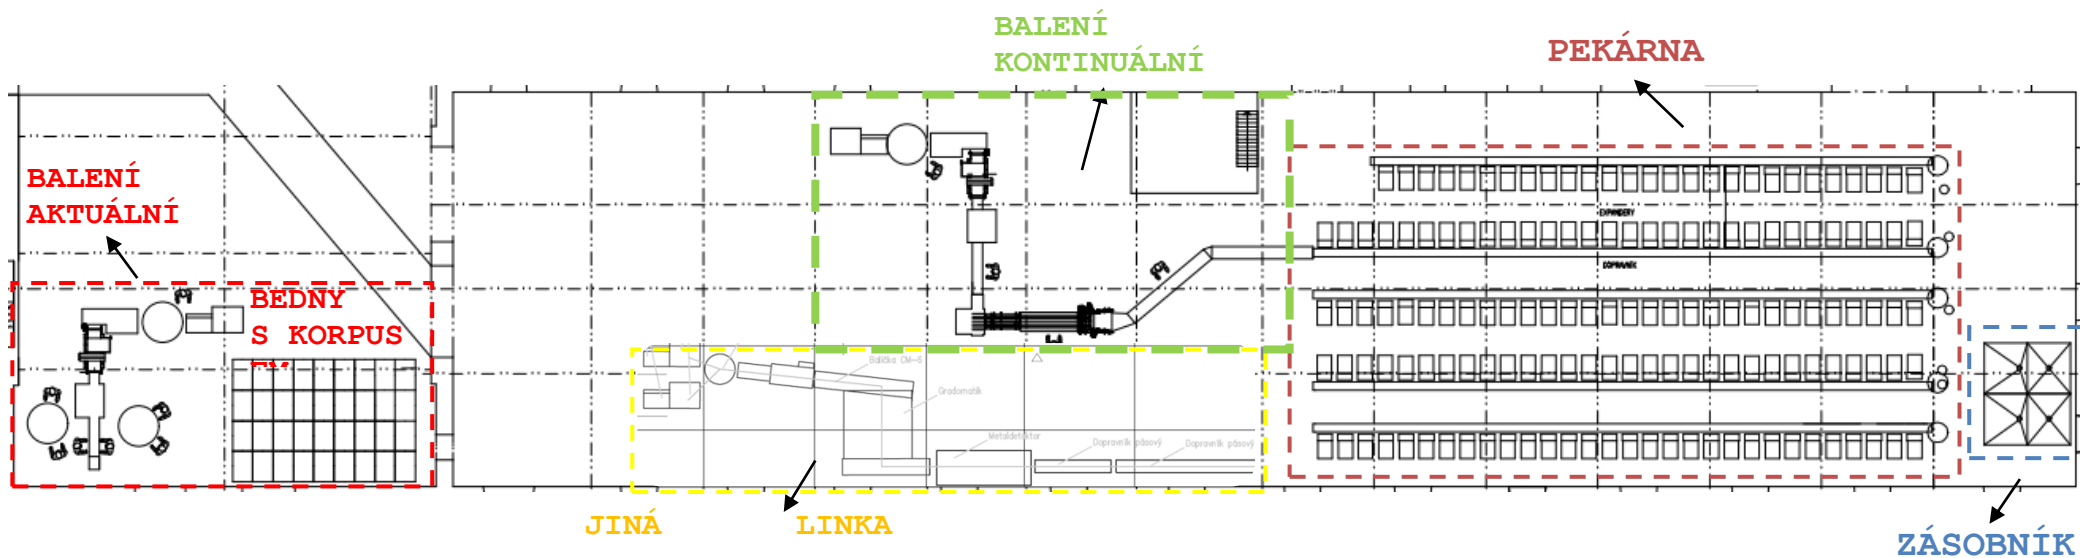 BALENÍ
KONTINUÁLNÍ
PEKÁRNA
BALENÍ
AKTUÁLNÍ
BEDNY
S KORPUS
EXPANDERY
DOPRAVNÍK
Balička CM-6
Gradomatik
Metaldetektor
Dopravník pásový
Dopravník pásový
JINÁ LINKA
ZÁSOBNÍK